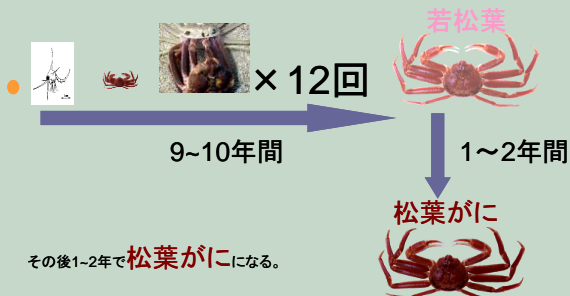 若松葉
×12回
9~10年間
1～2年間
松葉がに
その後1~2年で松葉がにになる。